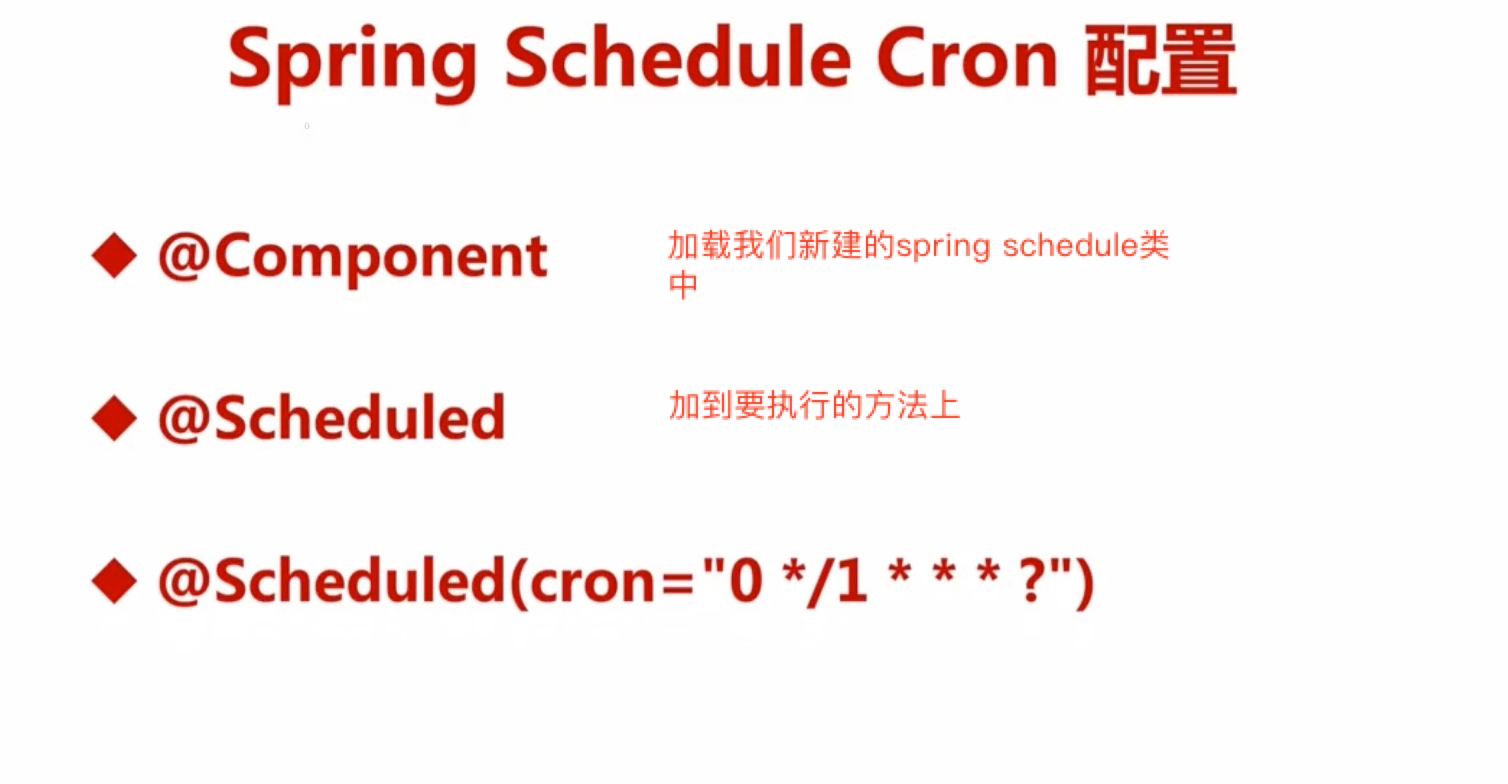 Spring Schedule Cron 配置
@Component
加载我们新建的spring schedule类
中
@Scheduled
加到要执行的方法上
@Scheduled(cron="0 */1 * * * ?")